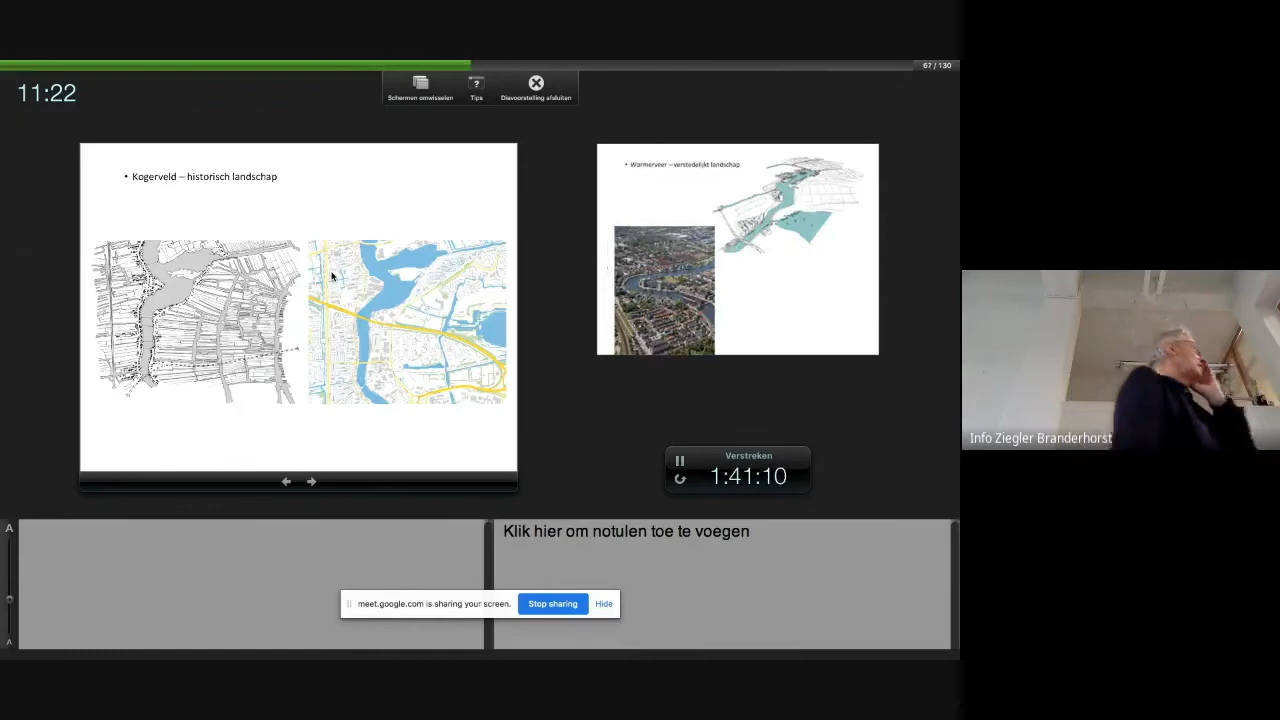 67 / 130
11:22
Schermen omwisselen
Tips
Diavoorstelling afsluiten
• Kogerveld – historisch landschap
• Wormerveer – verstedelijkt landschap
Info Ziegler Branderhorst
Verstreken
1:41:10
A
Klik hier om notulen toe te voegen
meet.google.com is sharing your screen.
Stop sharing
Hide
A